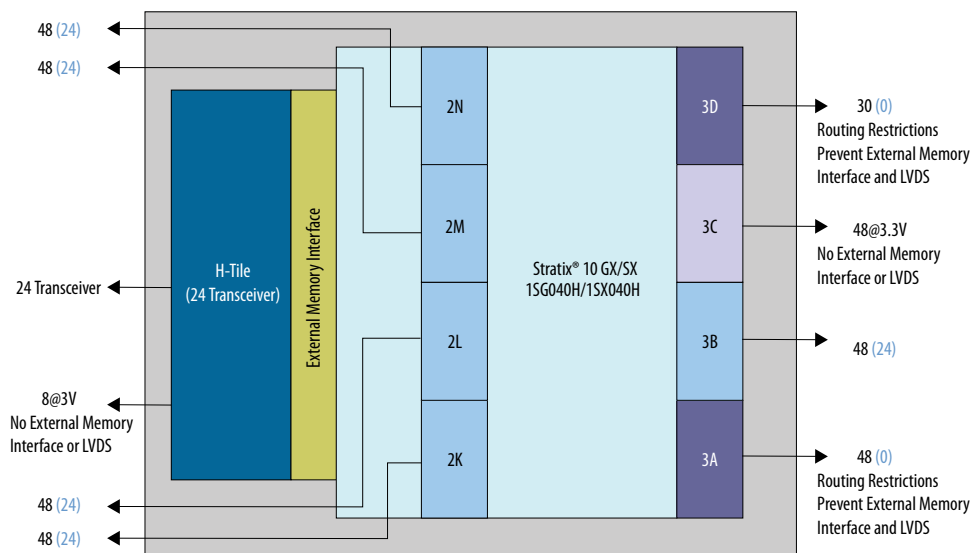 48 (24)
48 (24)
24 Transceiver
8@3V
No External Memory
Interface or LVDS
48 (24)
48 (24)
H-Tile
(24 Transceiver)
External Memory Interface
2N
2M
2L
2K
Stratix® 10 GX/SX
1SG040H/1SX040H
3D
3C
3B
3A
30 (0)
Routing Restrictions
Prevent External Memory
Interface and LVDS
48@3.3V
No External Memory
Interface or LVDS
48 (24)
48 (0)
Routing Restrictions
Prevent External Memory
Interface and LVDS